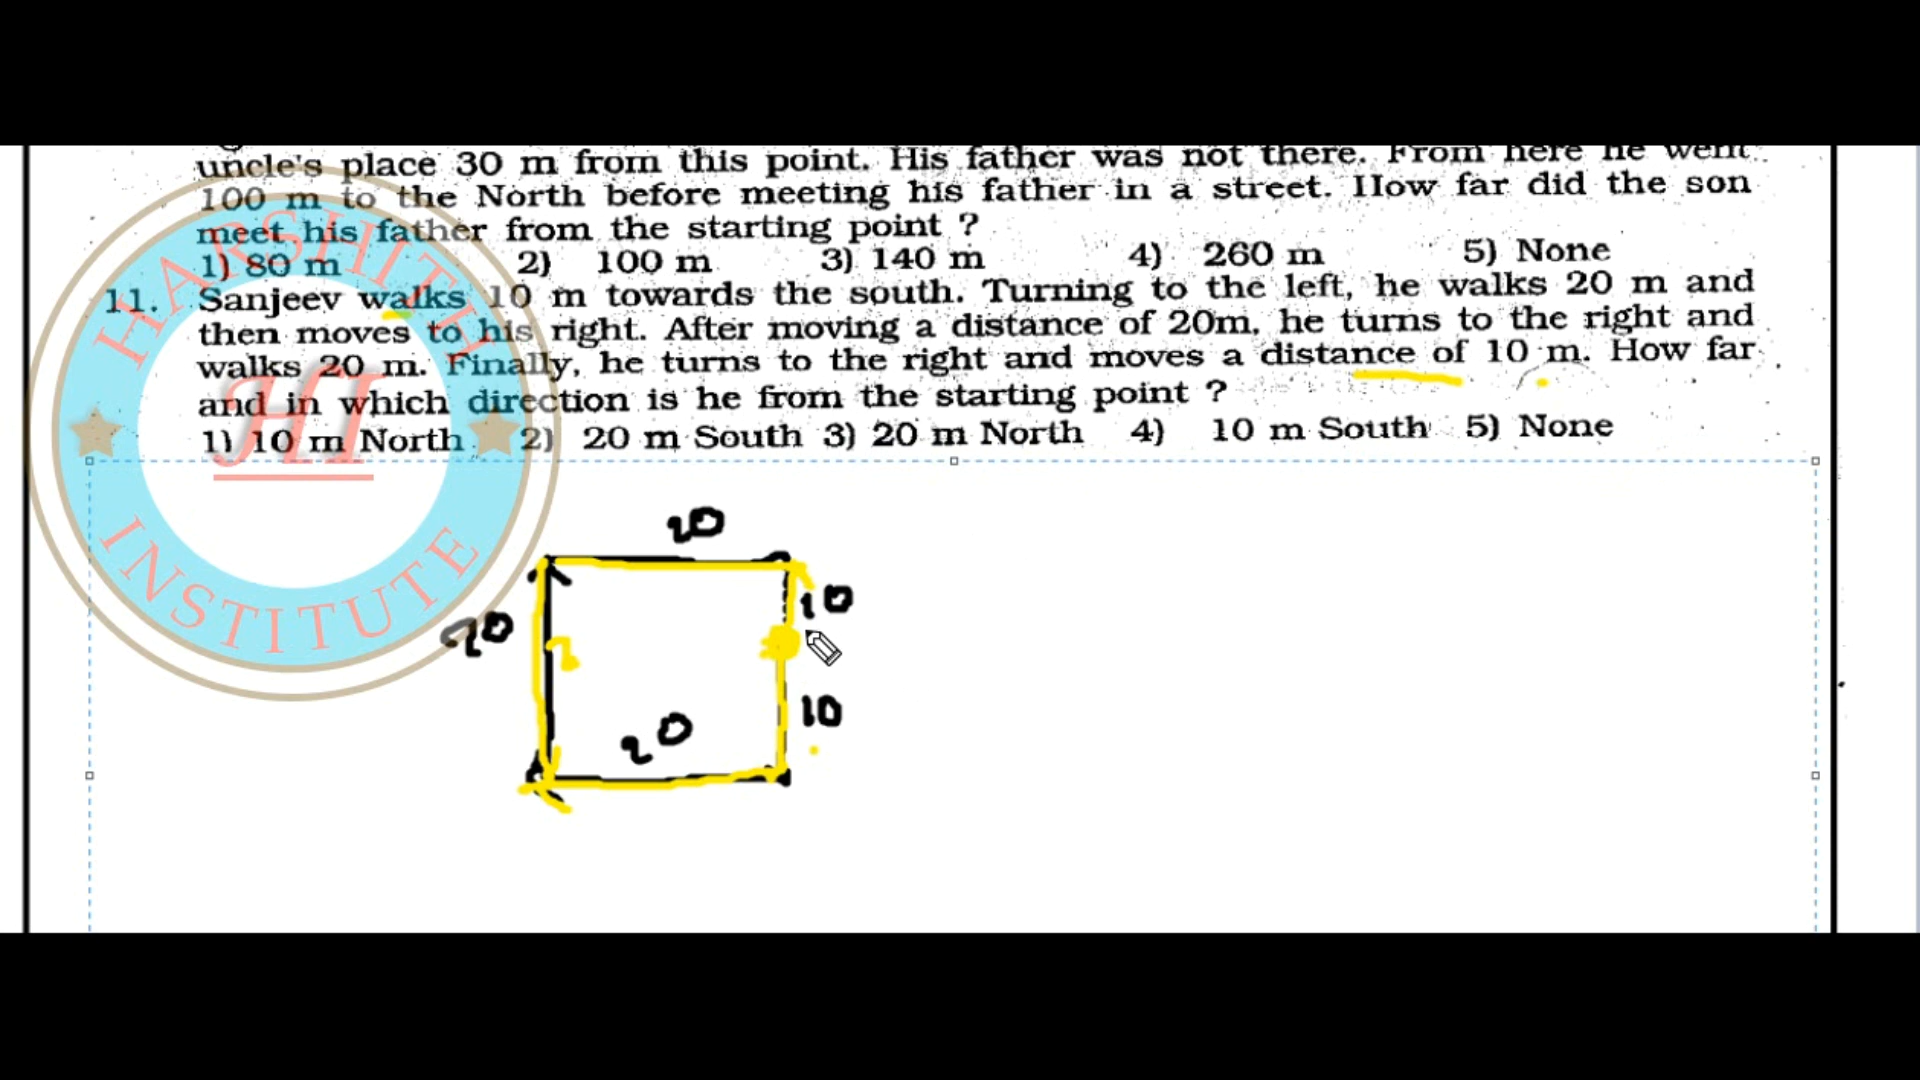 uncle's place 30 m from this point. His father was not there. From here he went
100 m to the North before meeting his father in a street. How far did the son
meet his father from the starting point ?
1) 80 m 2) 100 m 3) 140 m 4) 260 m 5) None
11. Sanjeev walks 10 m towards the south. Turning to the left, he walks 20 m and
then moves to his right. After moving a distance of 20m, he turns to the right and
walks 20 m. Finally, he turns to the right and moves a distance of 10 m. How far
and in which direction is he from the starting point ?
1) 10 m North 2) 20 m South 3) 20 m North 4) 10 m South 5) None
HARSHITH
HI
INSTITUTE
20
10
20
10
20